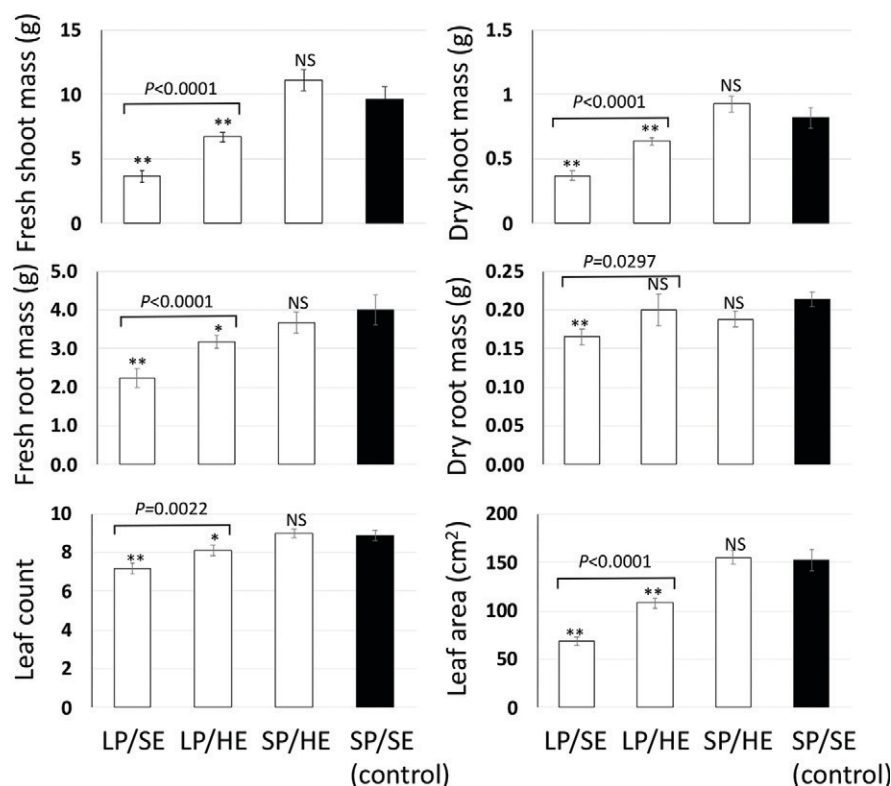 Fresh shoot mass (g)
15
10
5
0
P<0.0001
**
**
NS
Dry shoot mass (g)
1.5
1
0.5
0
P<0.0001
**
**
NS
Fresh root mass (g)
5.0
4.0
3.0
2.0
1.0
0.0
P<0.0001
**
*
NS
Dry root mass (g)
0.25
0.20
0.15
0.10
0.05
0.00
P=0.0297
**
NS
NS
Leaf count
10
8
6
4
2
0
P=0.0022
**
*
NS
Leaf area (cm²)
200
150
100
50
0
P<0.0001
**
**
NS
LP/SE LP/HE SP/HE SP/SE
(control)
LP/SE LP/HE SP/HE SP/SE
(control)